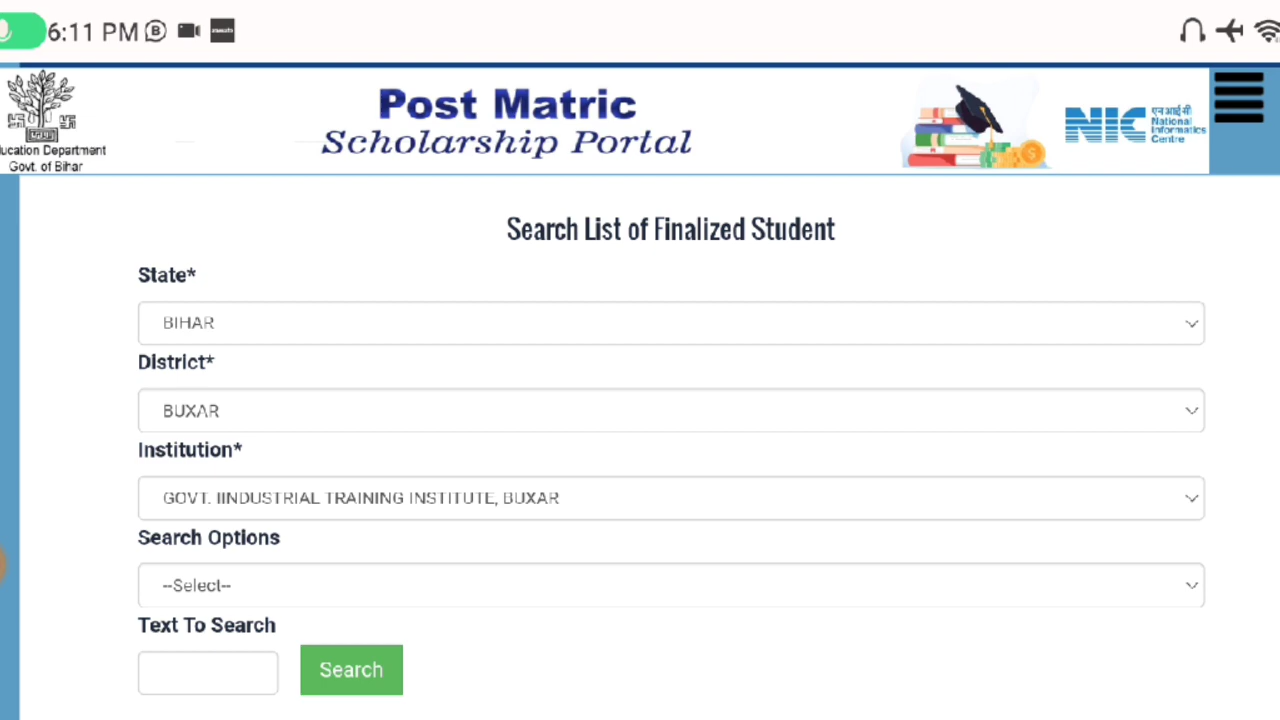 6:11 PM
Post Matric
Scholarship Portal
ucation Department
Govt. of Bihar
NIC
एन आई सी
National
Informatics
Centre
Search List of Finalized Student
State*
BIHAR
District*
BUXAR
Institution*
GOVT. IINDUSTRIAL TRAINING INSTITUTE, BUXAR
Search Options
--Select--
Text To Search
Search